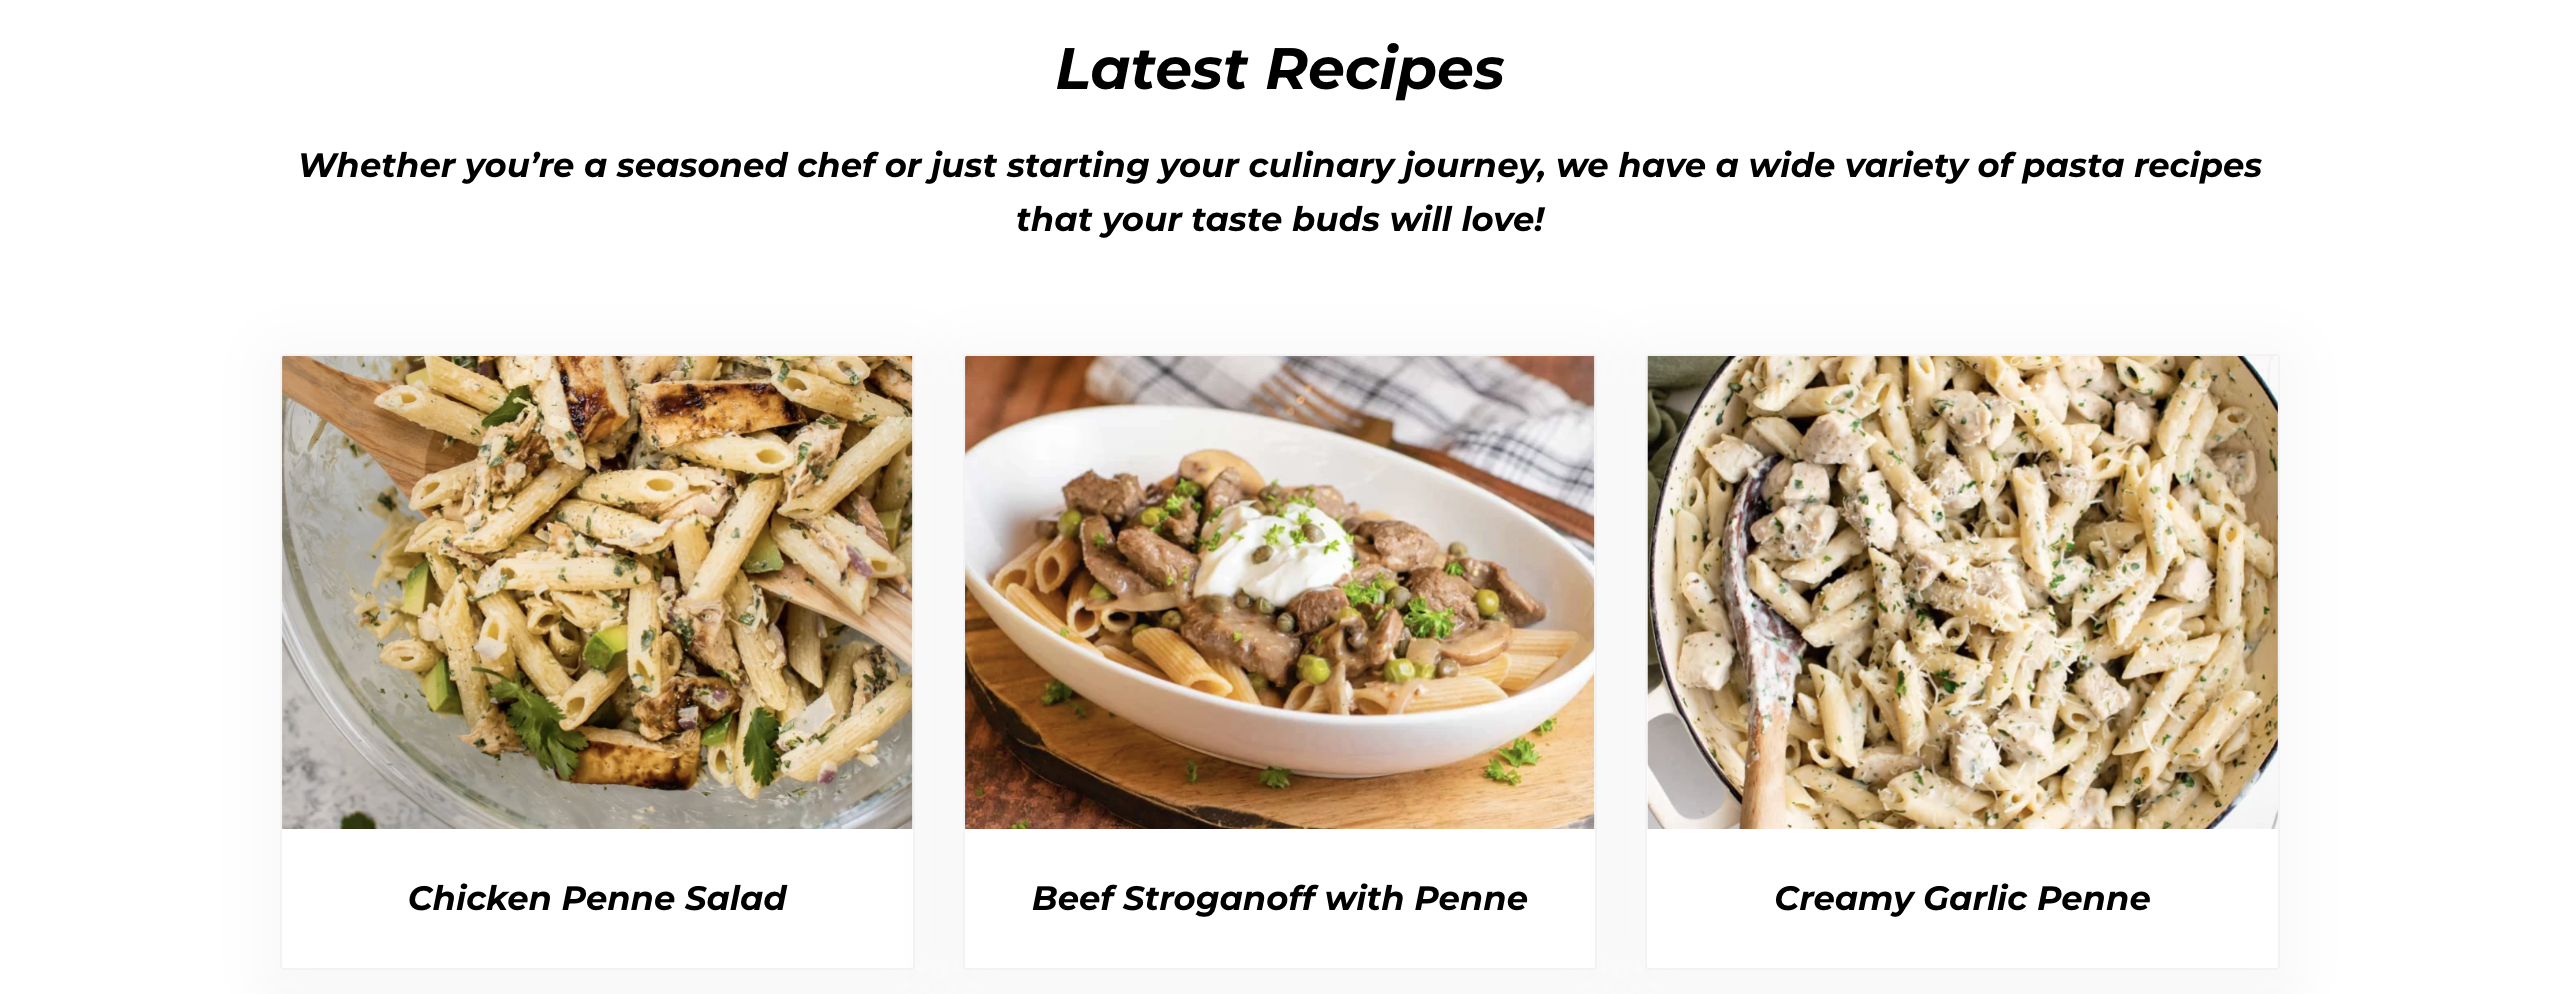 Latest Recipes
Whether you’re a seasoned chef or just starting your culinary journey, we have a wide variety of pasta recipes
that your taste buds will love!
Chicken Penne Salad
Beef Stroganoff with Penne
Creamy Garlic Penne